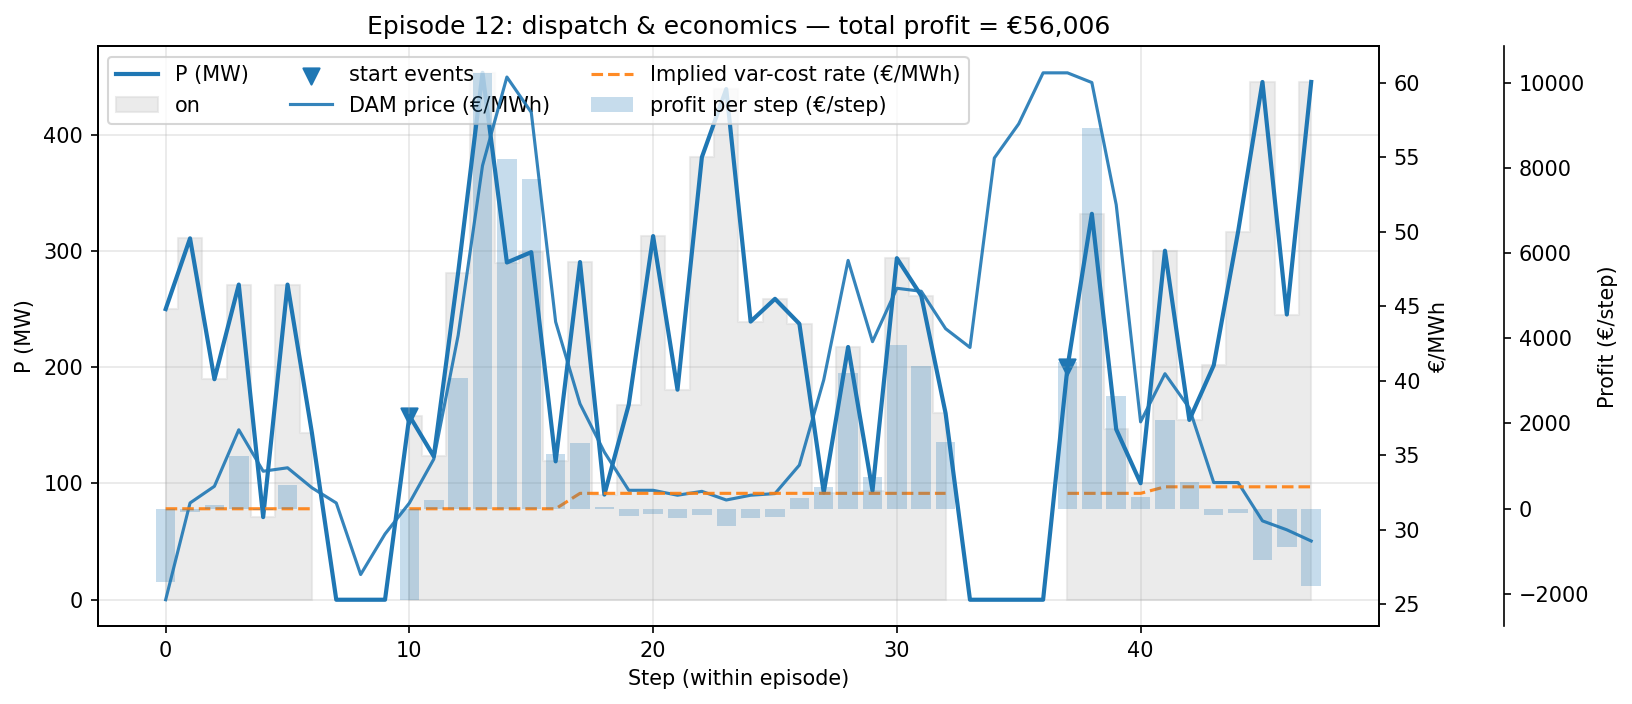 Episode 12: dispatch & economics — total profit = €56,006
P (MW)
on
start events
DAM price (€/MWh)
Implied var-cost rate (€/MWh)
profit per step (€/step)
P (MW)
400
300
200
100
0
60
55
50
45
40
35
30
25
€/MWh
10000
8000
6000
4000
2000
0
−2000
Profit (€/step)
0
10
20
30
40
Step (within episode)